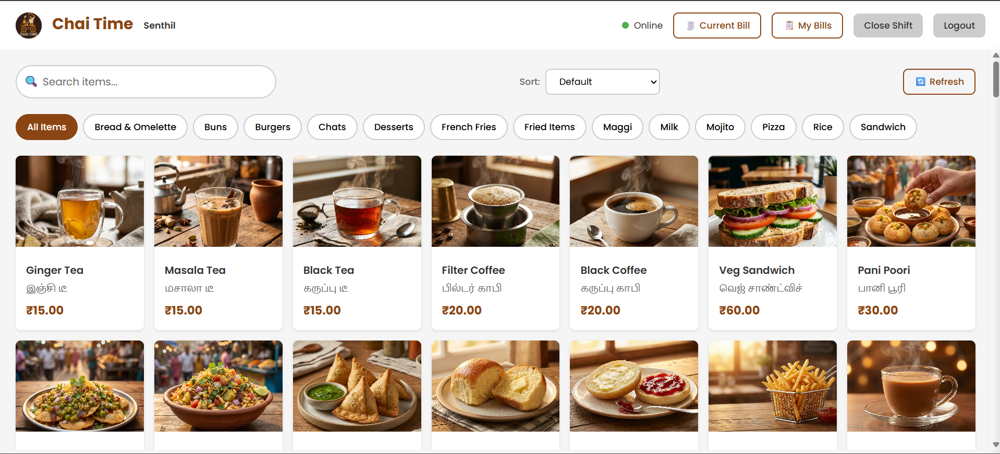 CHAI TIME
Chai Time
Senthil
Online
Current Bill
My Bills
Close Shift
Logout
Search items...
Sort:
Default
Refresh
All Items
Bread & Omelette
Buns
Burgers
Chats
Desserts
French Fries
Fried Items
Maggi
Milk
Mojito
Pizza
Rice
Sandwich
Ginger Tea
இஞ்சி டீ
₹15.00
Masala Tea
மசாலா டீ
₹15.00
Black Tea
கருப்பு டீ
₹15.00
Filter Coffee
பில்டர் காபி
₹20.00
Black Coffee
கருப்பு காபி
₹20.00
Veg Sandwich
வெஜ் சாண்ட்விச்
₹60.00
Pani Poori
பானி பூரி
₹30.00